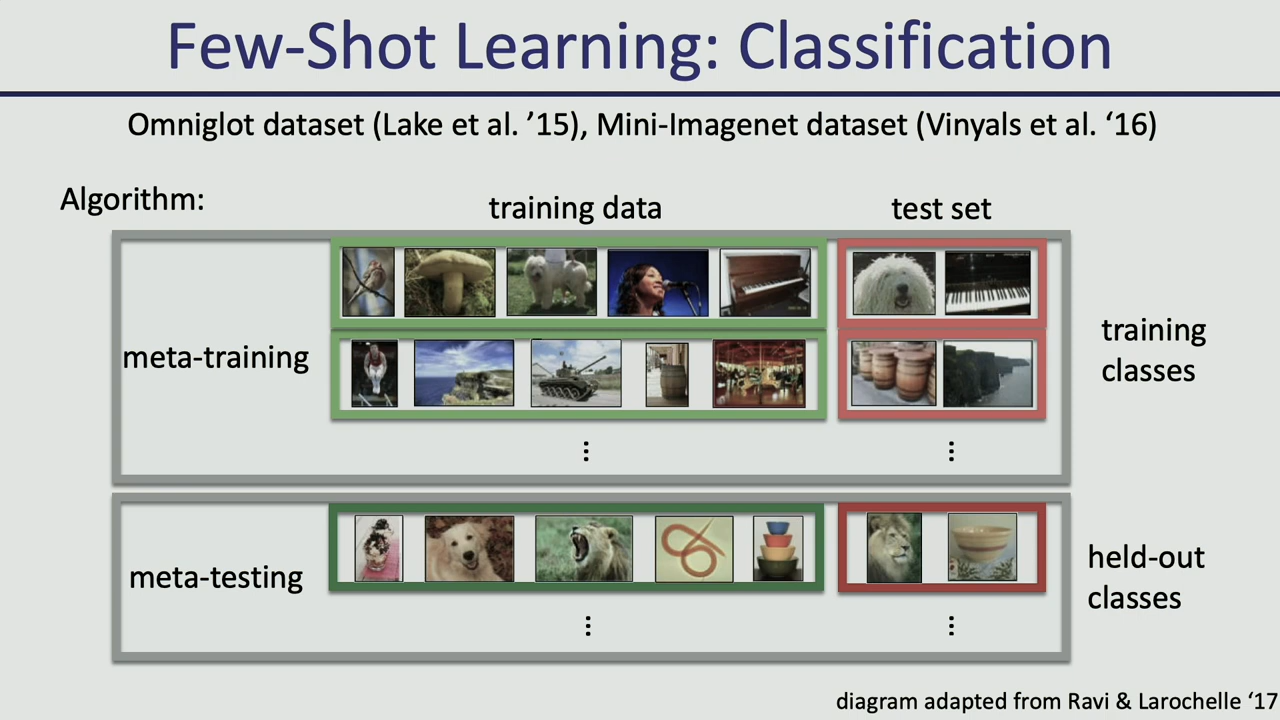 Few-Shot Learning: Classification
Omniglot dataset (Lake et al. ’15), Mini-Imagenet dataset (Vinyals et al. ‘16)
Algorithm:
training data
test set
meta-training
training
classes
⋮
⋮
meta-testing
held-out
classes
⋮
⋮
diagram adapted from Ravi & Larochelle ‘17